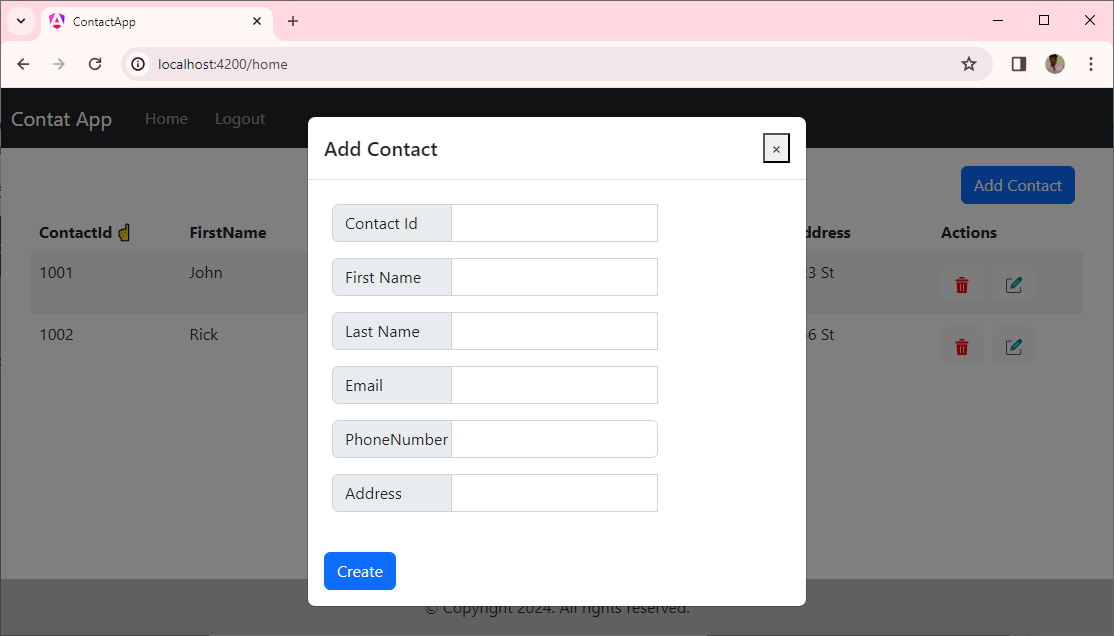 ContactApp
localhost:4200/home
Contat App Home Logout
Add Contact ×
Add Contact
ContactId FirstName ddress Actions
Contact Id
1001 John 3 St
First Name
Last Name
1002 Rick 6 St
Email
PhoneNumber
Address
Create
© Copyright 2024. All rights reserved.